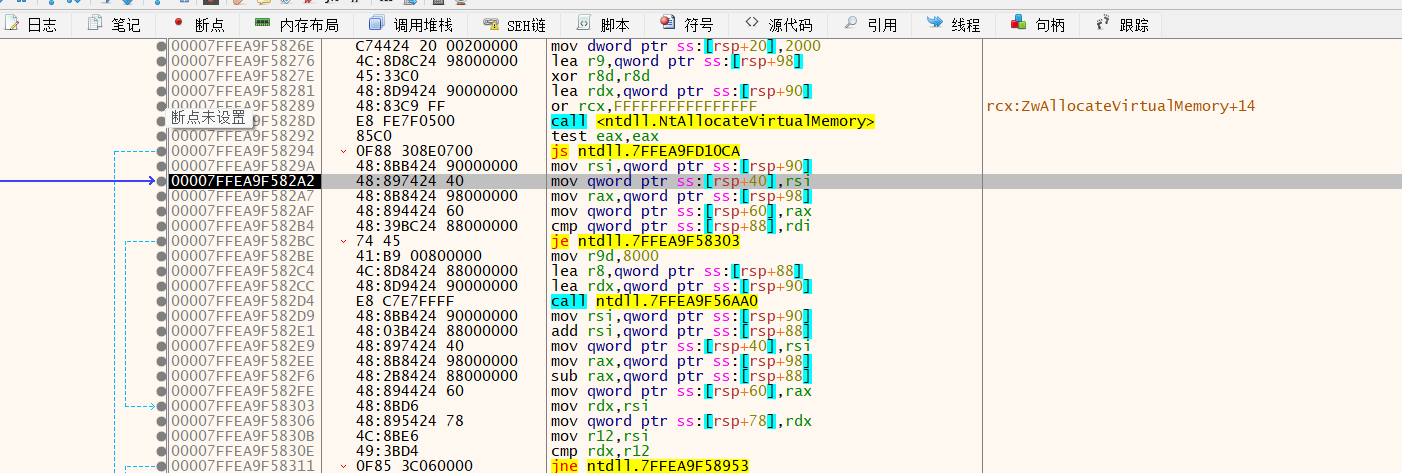 日志 笔记 断点 内存布局 调用堆栈 SEH链 脚本 符号 源代码 引用 线程 句柄 跟踪
00007FFEA9F5826E C74424 20 00200000 mov dword ptr ss:[rsp+20],2000
00007FFEA9F58276 4C:8D8C24 98000000 lea r9,qword ptr ss:[rsp+98]
00007FFEA9F5827E 45:33C0 xor r8d,r8d
00007FFEA9F58281 48:8D9424 90000000 lea rdx,qword ptr ss:[rsp+90]
00007FFEA9F58289 48:83C9 FF or rcx,FFFFFFFFFFFFFFFF rcx:ZwAllocateVirtualMemory+14
断点未设置 5828D E8 FE7F0500 call <ntdll.NtAllocateVirtualMemory>
00007FFEA9F58292 85C0 test eax,eax
00007FFEA9F58294 0F88 308E0700 js ntdll.7FFEA9FD10CA
00007FFEA9F5829A 48:8BB424 90000000 mov rsi,qword ptr ss:[rsp+90]
00007FFEA9F582A2 48:897424 40 mov qword ptr ss:[rsp+40],rsi
00007FFEA9F582A7 48:8B8424 98000000 mov rax,qword ptr ss:[rsp+98]
00007FFEA9F582AF 48:894424 60 mov qword ptr ss:[rsp+60],rax
00007FFEA9F582B4 48:39BC24 88000000 cmp qword ptr ss:[rsp+88],rdi
00007FFEA9F582BC 74 45 je ntdll.7FFEA9F58303
00007FFEA9F582BE 41:B9 00800000 mov r9d,8000
00007FFEA9F582C4 4C:8D8424 88000000 lea r8,qword ptr ss:[rsp+88]
00007FFEA9F582CC 48:8D9424 90000000 lea rdx,qword ptr ss:[rsp+90]
00007FFEA9F582D4 E8 C7E7FFFF call ntdll.7FFEA9F56AA0
00007FFEA9F582D9 48:8BB424 90000000 mov rsi,qword ptr ss:[rsp+90]
00007FFEA9F582E1 48:03B424 88000000 add rsi,qword ptr ss:[rsp+88]
00007FFEA9F582E9 48:897424 40 mov qword ptr ss:[rsp+40],rsi
00007FFEA9F582EE 48:8B8424 98000000 mov rax,qword ptr ss:[rsp+98]
00007FFEA9F582F6 48:2B8424 88000000 sub rax,qword ptr ss:[rsp+88]
00007FFEA9F582FE 48:894424 60 mov qword ptr ss:[rsp+60],rax
00007FFEA9F58303 48:8BD6 mov rdx,rsi
00007FFEA9F58306 48:895424 78 mov qword ptr ss:[rsp+78],rdx
00007FFEA9F5830B 4C:8BE6 mov r12,rsi
00007FFEA9F5830E 49:3BD4 cmp rdx,r12
00007FFEA9F58311 0F85 3C060000 jne ntdll.7FFEA9F58953